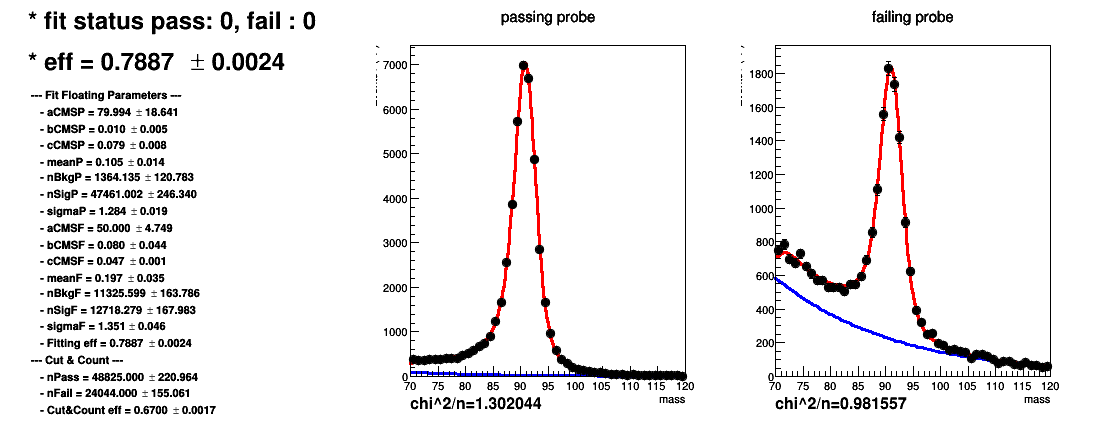 * fit status pass: 0, fail : 0
* eff = 0.7887 ± 0.0024
--- Fit Floating Parameters ---
- aCMSP = 79.994 ± 18.641
- bCMSP = 0.010 ± 0.005
- cCMSP = 0.079 ± 0.008
- meanP = 0.105 ± 0.014
- nBkgP = 1364.135 ± 120.783
- nSigP = 47461.002 ± 246.340
- sigmaP = 1.284 ± 0.019
- aCMSF = 50.000 ± 4.749
- bCMSF = 0.080 ± 0.044
- cCMSF = 0.047 ± 0.001
- meanF = 0.197 ± 0.035
- nBkgF = 11325.599 ± 163.786
- nSigF = 12718.279 ± 167.983
- sigmaF = 1.351 ± 0.046
- Fitting eff = 0.7887 ± 0.0024
--- Cut & Count ---
- nPass = 48825.000 ± 220.964
- nFail = 24044.000 ± 155.061
- Cut&Count eff = 0.6700 ± 0.0017
passing probe
7000
6000
5000
4000
3000
2000
1000
0
70 75 80 85 90 95 100 105 110 115 120
mass
chi^2/n=1.302044
failing probe
1800
1600
1400
1200
1000
800
600
400
200
0
70 75 80 85 90 95 100 105 110 115 120
mass
chi^2/n=0.981557